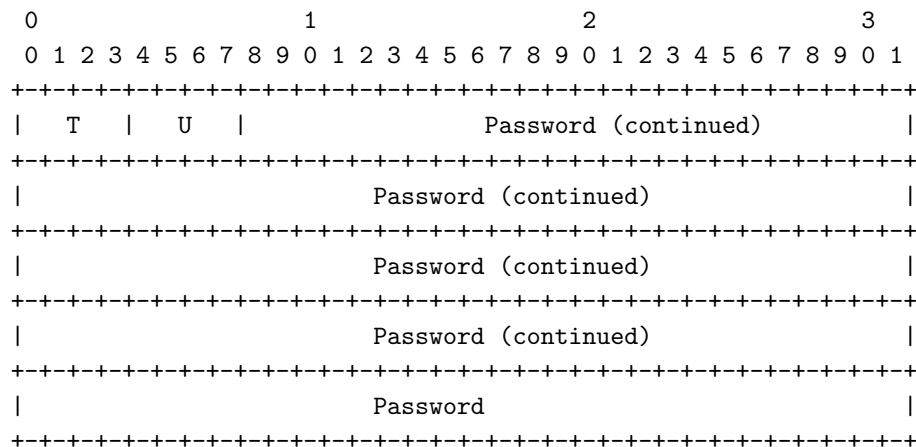 0                   1                   2                   3
0 1 2 3 4 5 6 7 8 9 0 1 2 3 4 5 6 7 8 9 0 1 2 3 4 5 6 7 8 9 0 1
+-+-+-+-+-+-+-+-+-+-+-+-+-+-+-+-+-+-+-+-+-+-+-+-+-+-+-+-+-+-+-+-+
|   T   |   U   |                 Password (continued)          |
+-+-+-+-+-+-+-+-+-+-+-+-+-+-+-+-+-+-+-+-+-+-+-+-+-+-+-+-+-+-+-+-+
|                         Password (continued)                  |
+-+-+-+-+-+-+-+-+-+-+-+-+-+-+-+-+-+-+-+-+-+-+-+-+-+-+-+-+-+-+-+-+
|                         Password (continued)                  |
+-+-+-+-+-+-+-+-+-+-+-+-+-+-+-+-+-+-+-+-+-+-+-+-+-+-+-+-+-+-+-+-+
|                         Password (continued)                  |
+-+-+-+-+-+-+-+-+-+-+-+-+-+-+-+-+-+-+-+-+-+-+-+-+-+-+-+-+-+-+-+-+
|                         Password                              |
+-+-+-+-+-+-+-+-+-+-+-+-+-+-+-+-+-+-+-+-+-+-+-+-+-+-+-+-+-+-+-+-+